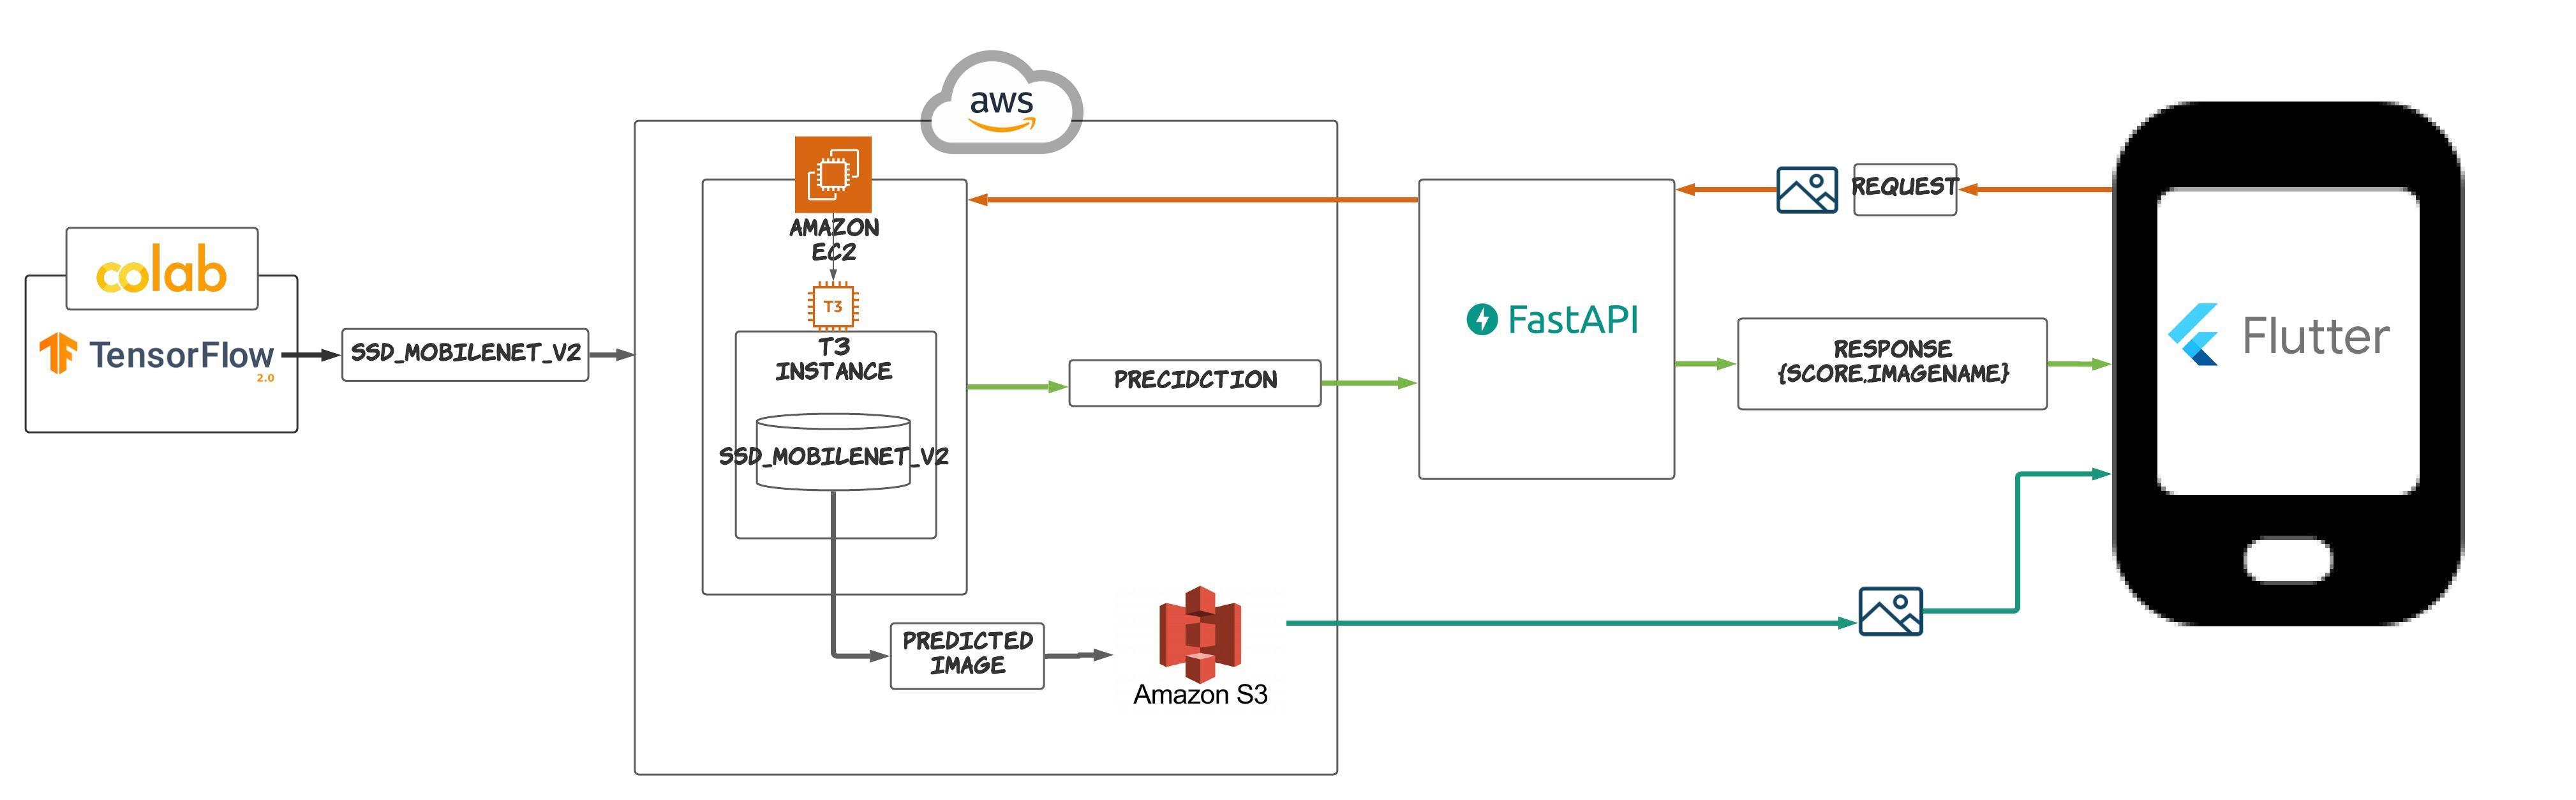 colab
TensorFlow
2.0
SSD_MOBILENET_V2
aws
AMAZON
EC2
T3
T3
INSTANCE
SSD_MOBILENET_V2
PREDICTED
IMAGE
Amazon S3
PRECIDCTION
FastAPI
REQUEST
RESPONSE
{SCORE,IMAGENAME}
Flutter